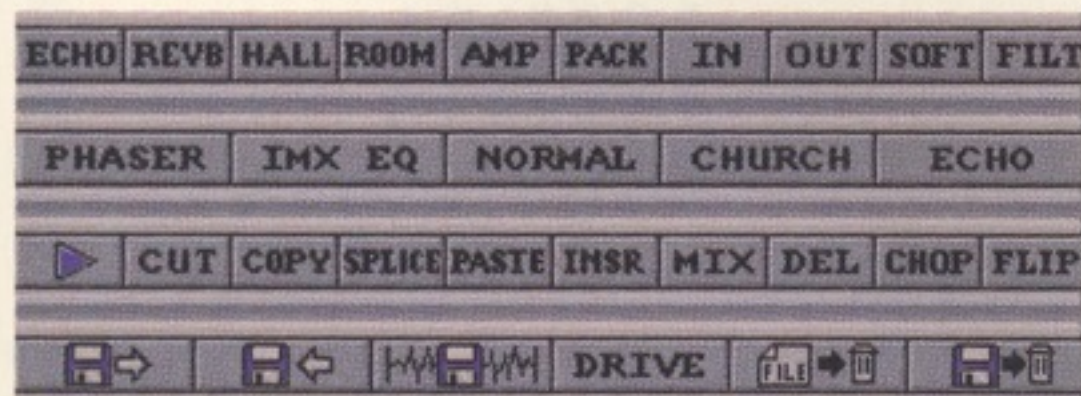 ECHO REVB HALL ROOM AMP PACK IN OUT SOFT FILT
PHASER IMX EQ NORMAL CHURCH ECHO
CUT COPY SPLICE PASTE INSR MIX DEL CHOP FLIP
DRIVE FILE